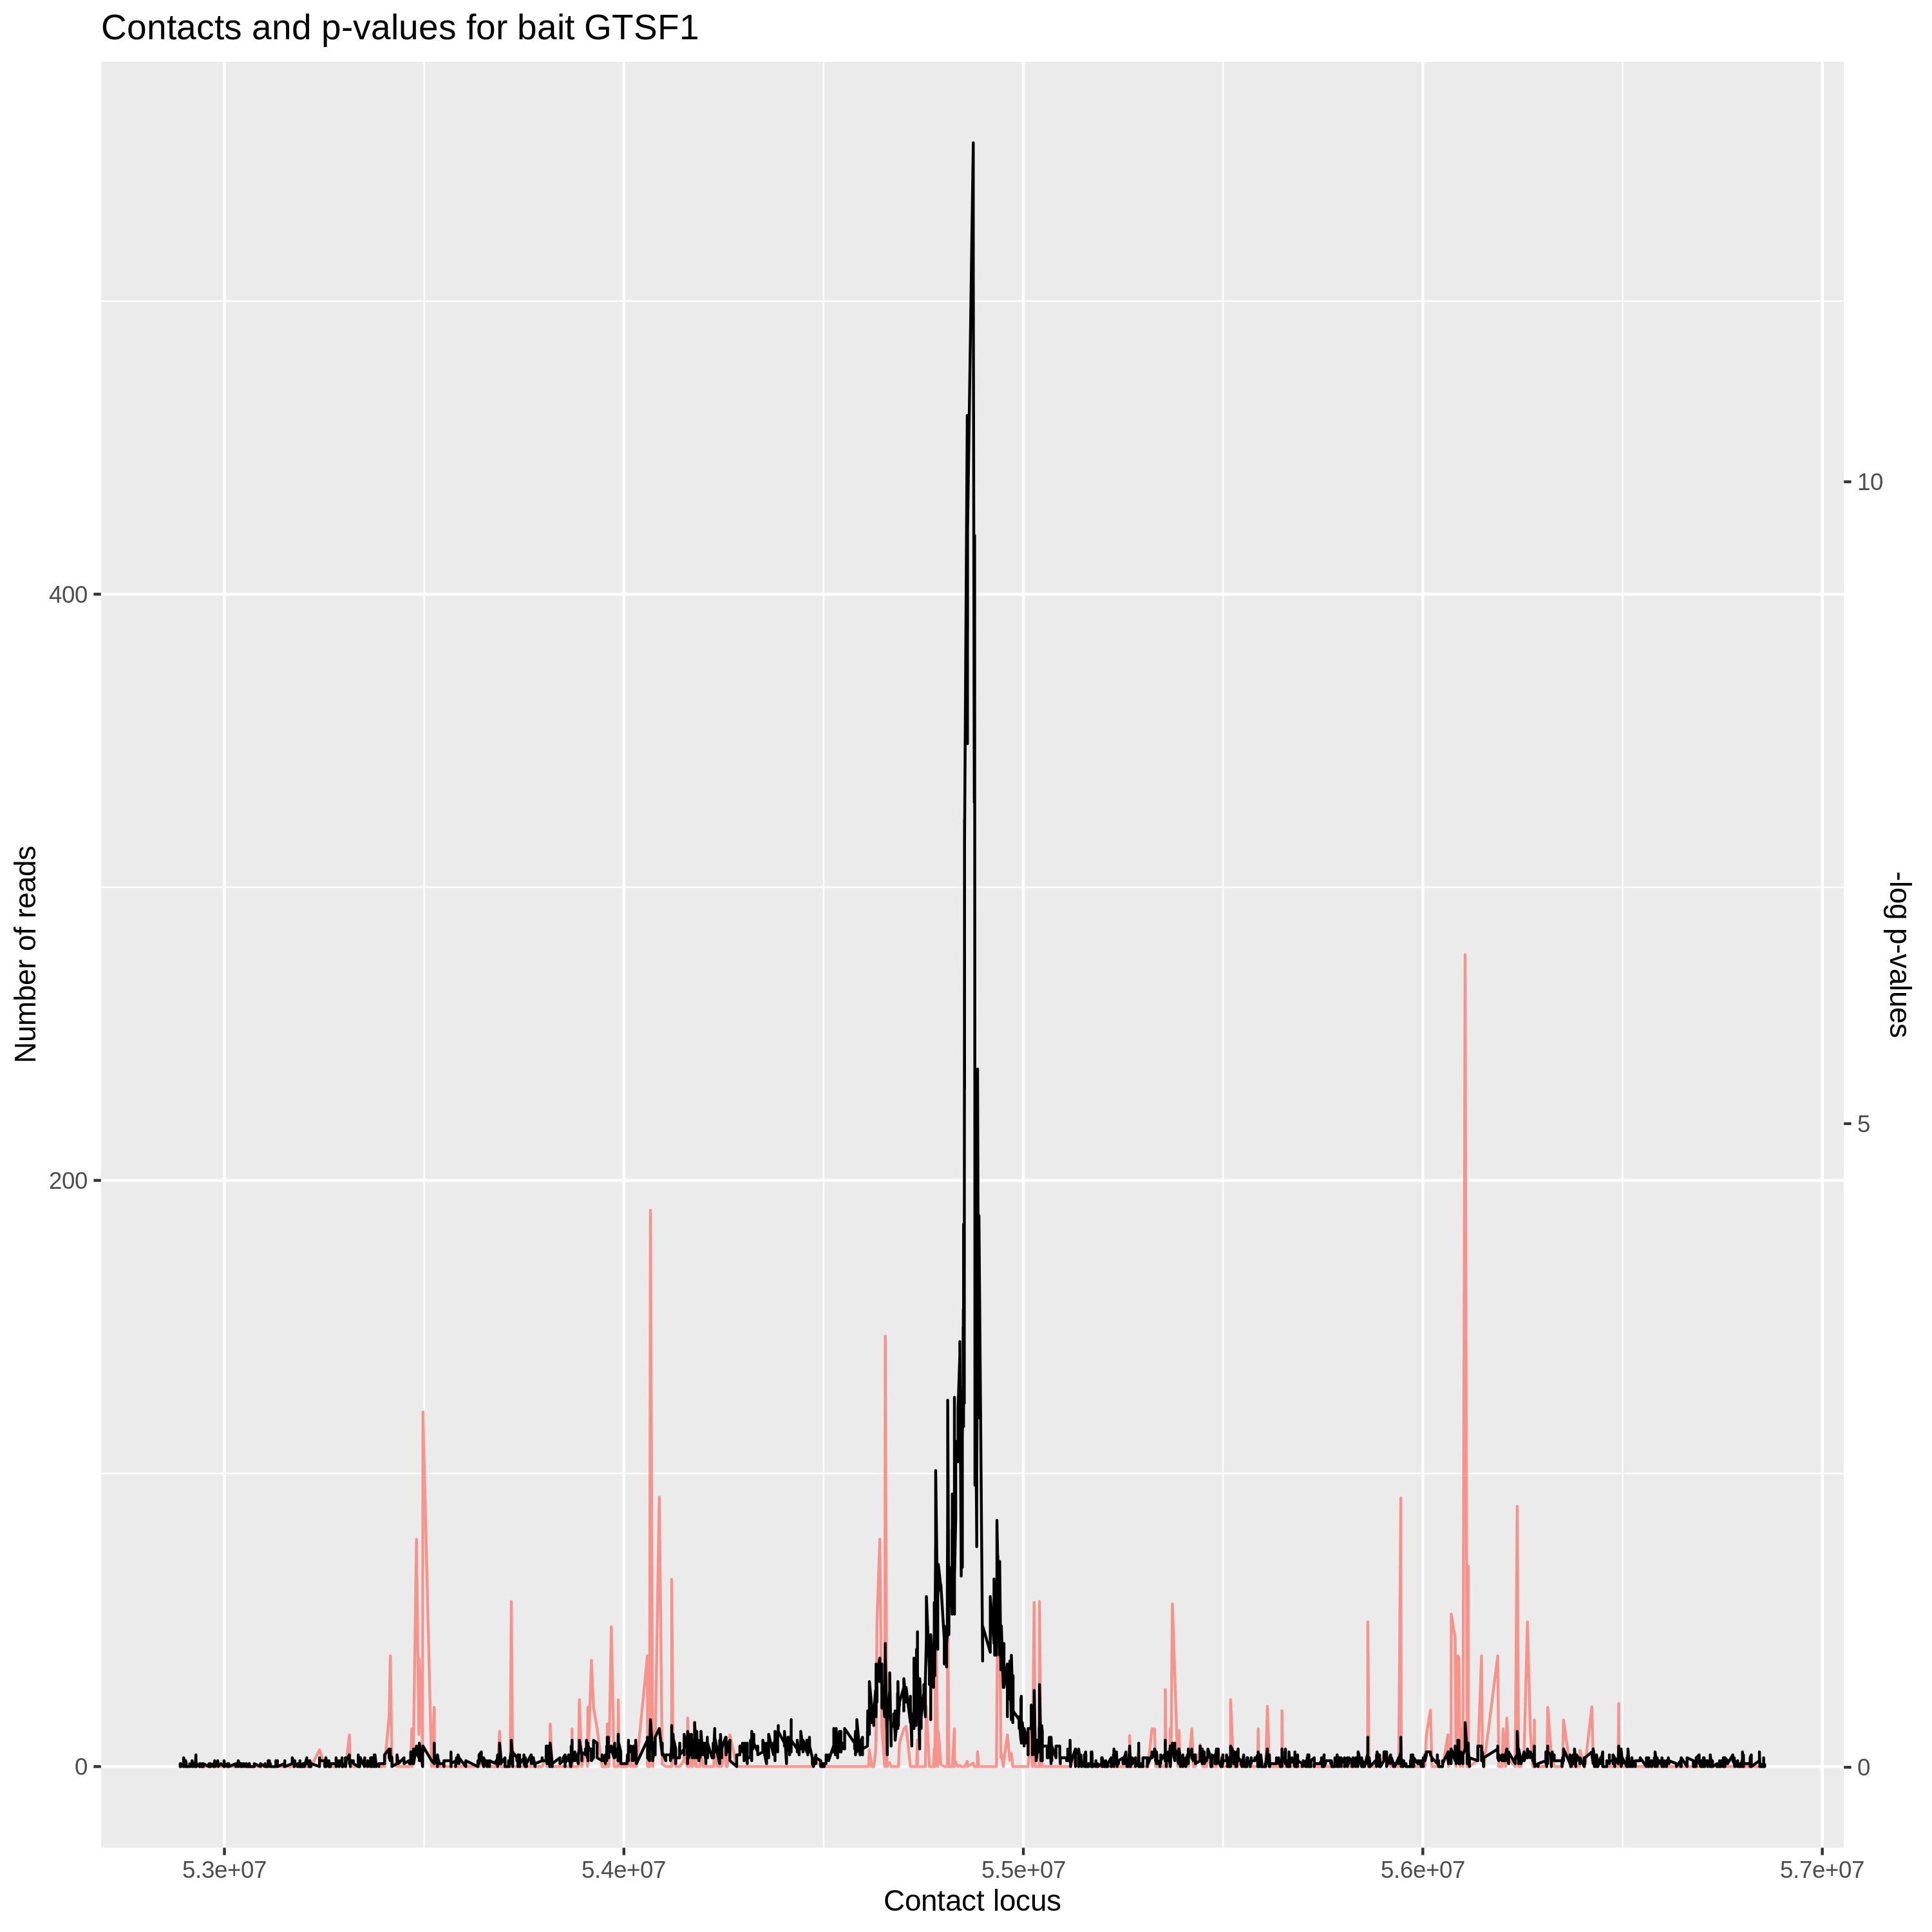 Contacts and p-values for bait GTSF1
Number of reads
400
200
0
10
5
0
-log p-values
5.3e+07
5.4e+07
5.5e+07
5.6e+07
5.7e+07
Contact locus